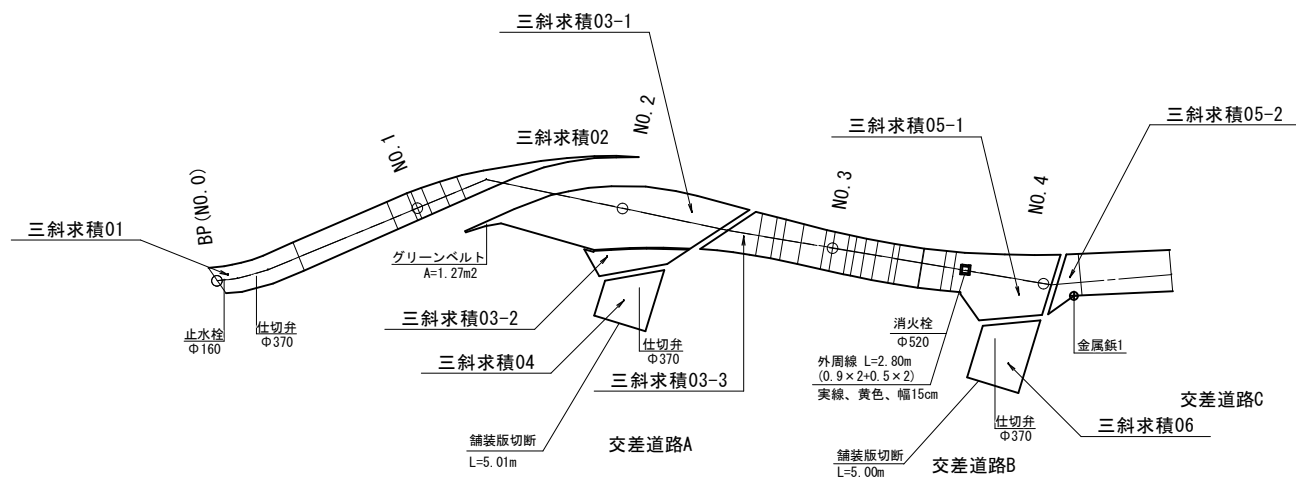 三斜求積03-1
三斜求積02
NO.2
三斜求積05-1
三斜求積05-2
NO.1
NO.3
NO.4
BP(NO.0)
三斜求積01
グリーンベルト
A=1.27m2
止水栓
Φ160
仕切弁
Φ370
三斜求積03-2
三斜求積04
仕切弁
Φ370
三斜求積03-3
消火栓
Φ520
外周線 L=2.80m
(0.9×2+0.5×2)
実線、黄色、幅15cm
金属鋲1
交差道路C
三斜求積06
仕切弁
Φ370
舗装版切断
L=5.01m
交差道路A
舗装版切断
L=5.00m
交差道路B